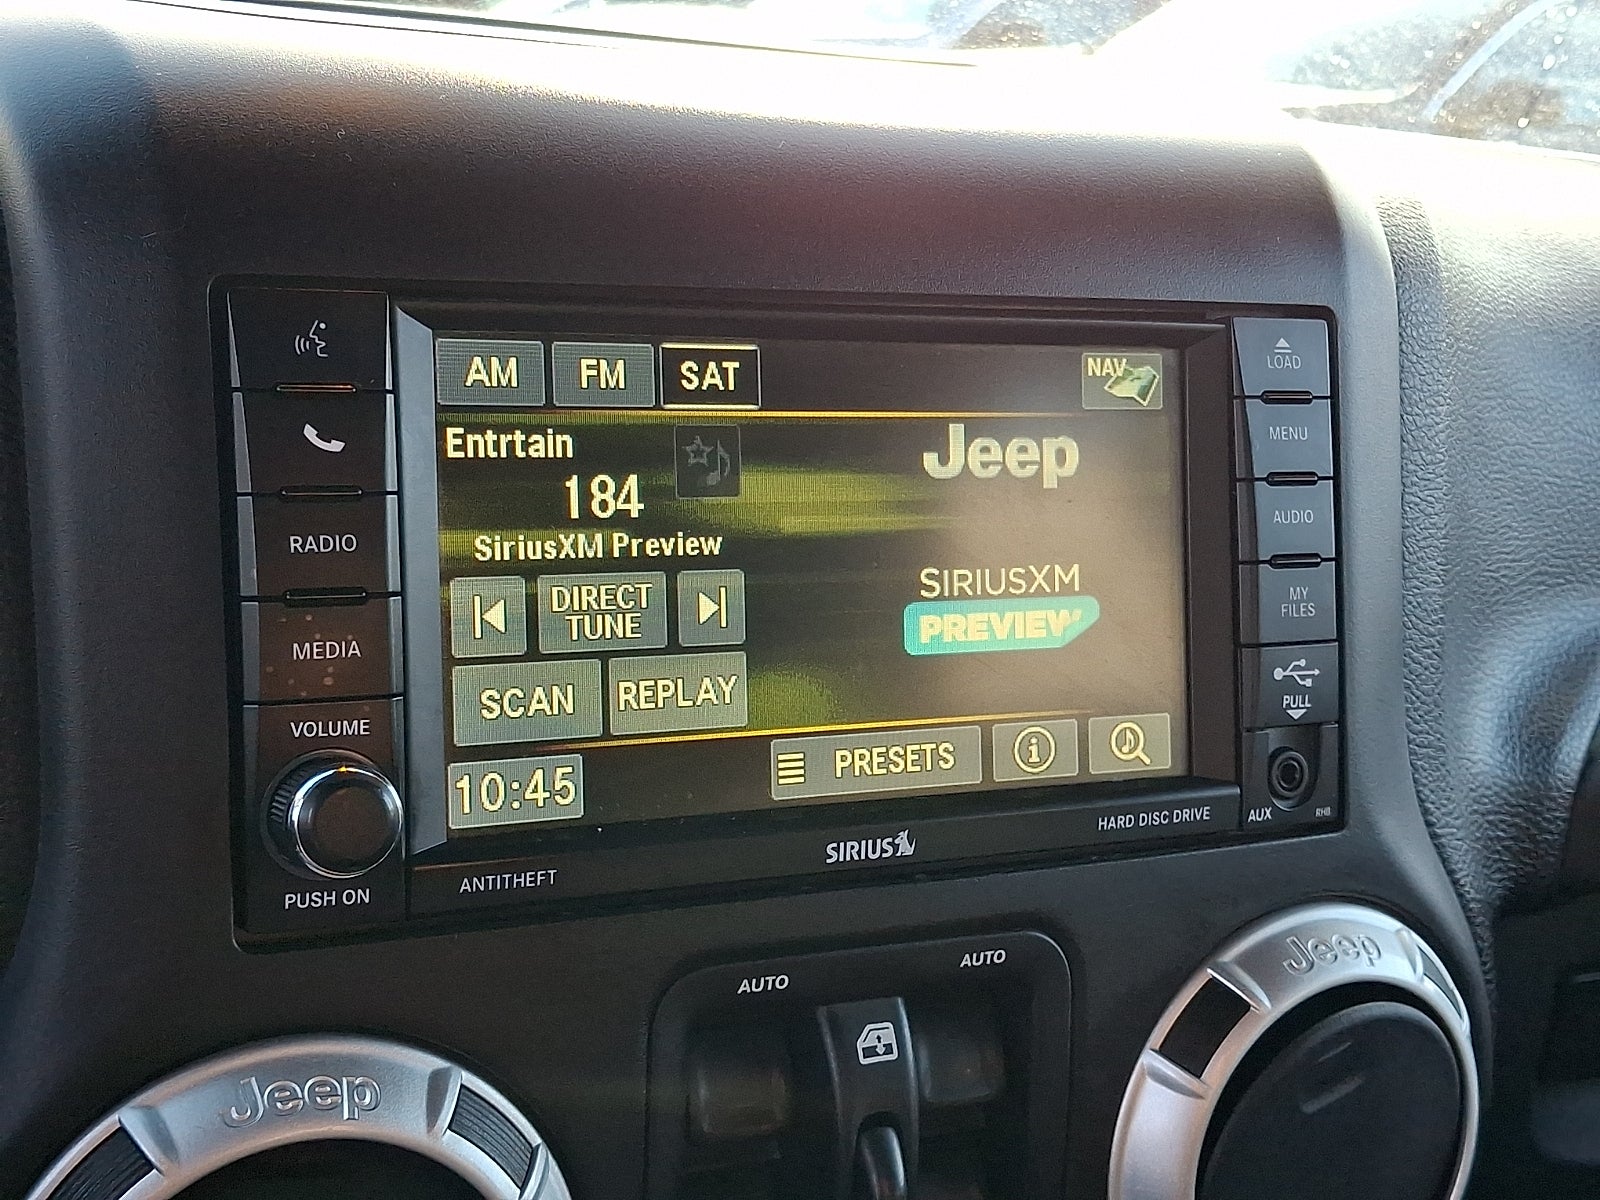 RADIO
MEDIA
VOLUME
PUSH ON
AM FM SAT
NAV
Entrtain
184
SiriusXM Preview
DIRECT
TUNE
SCAN REPLAY
10:45
Jeep
SIRIUSXM
PREVIEW
PRESETS
LOAD
MENU
AUDIO
MY
FILES
PULL
AUX RHB
ANTITHEFT
SIRIUS
HARD DISC DRIVE
AUTO
AUTO
Jeep
Jeep